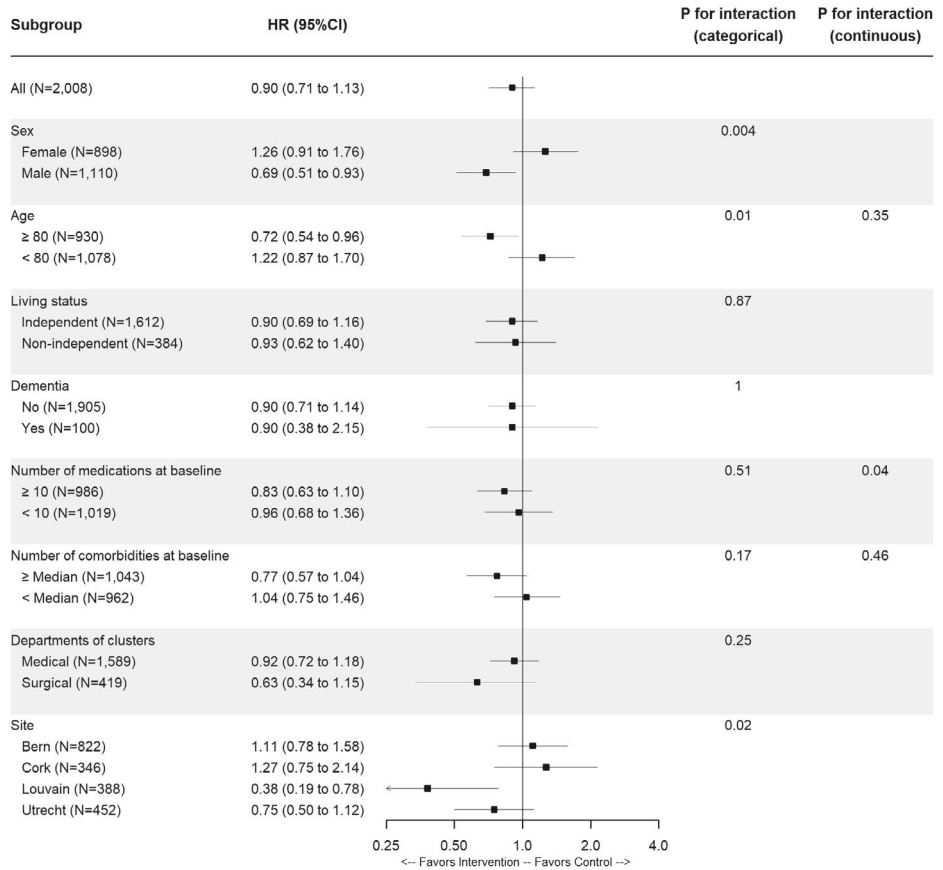 Subgroup HR (95%CI) P for interaction (categorical) P for interaction (continuous)
All (N=2,008) 0.90 (0.71 to 1.13)
Sex 0.004
Female (N=898) 1.26 (0.91 to 1.76)
Male (N=1,110) 0.69 (0.51 to 0.93)
Age 0.01 0.35
≥ 80 (N=930) 0.72 (0.54 to 0.96)
< 80 (N=1,078) 1.22 (0.87 to 1.70)
Living status 0.87
Independent (N=1,612) 0.90 (0.69 to 1.16)
Non-independent (N=384) 0.93 (0.62 to 1.40)
Dementia 1
No (N=1,905) 0.90 (0.71 to 1.14)
Yes (N=100) 0.90 (0.38 to 2.15)
Number of medications at baseline 0.51 0.04
≥ 10 (N=986) 0.83 (0.63 to 1.10)
< 10 (N=1,019) 0.96 (0.68 to 1.36)
Number of comorbidities at baseline 0.17 0.46
≥ Median (N=1,043) 0.77 (0.57 to 1.04)
< Median (N=962) 1.04 (0.75 to 1.46)
Departments of clusters 0.25
Medical (N=1,589) 0.92 (0.72 to 1.18)
Surgical (N=419) 0.63 (0.34 to 1.15)
Site 0.02
Bern (N=822) 1.11 (0.78 to 1.58)
Cork (N=346) 1.27 (0.75 to 2.14)
Louvain (N=388) 0.38 (0.19 to 0.78)
Utrecht (N=452) 0.75 (0.50 to 1.12)
0.25 0.50 1.0 2.0 4.0
<-- Favors Intervention -- Favors Control -->